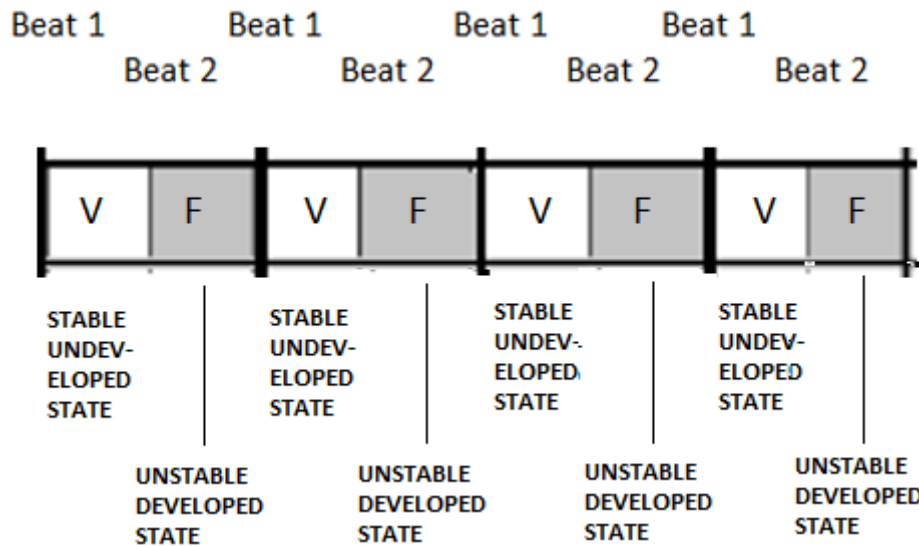 Beat 1 Beat 1 Beat 1 Beat 1
Beat 2 Beat 2 Beat 2 Beat 2
V F V F V F V F
STABLE STABLE STABLE STABLE
UNDEV- UNDEV- UNDEV- UNDEV-
ELOPED ELOPED ELOPED ELOPED
STATE STATE STATE STATE
UNSTABLE UNSTABLE UNSTABLE UNSTABLE
DEVELOPED DEVELOPED DEVELOPED DEVELOPED
STATE STATE STATE STATE